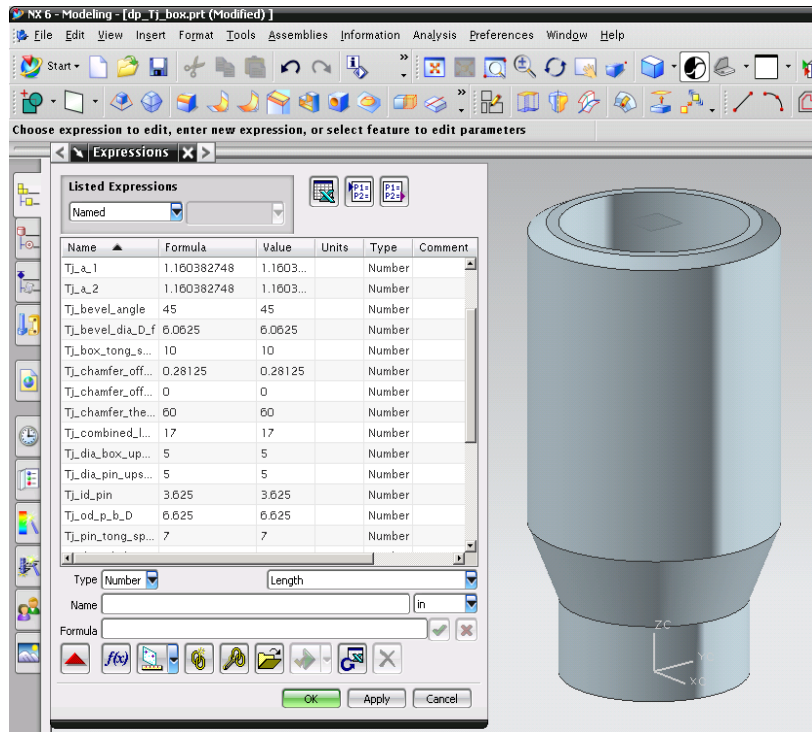 NX 6 - Modeling - [dp_Tj_box.prt (Modified) ]
File Edit View Insert Format Tools Assemblies Information Analysis Preferences Window Help
Start
Choose expression to edit, enter new expression, or select feature to edit parameters
Expressions
Listed Expressions
P1= P2= P1= P2=
Named
Name Formula Value Units Type Comment
Tj_a_1 1.160382748 1.1603... Number
Tj_a_2 1.160382748 1.1603... Number
Tj_bevel_angle 45 45 Number
Tj_bevel_dia_D_f 6.0625 6.0625 Number
Tj_box_tong_s... 10 10 Number
Tj_chamfer_off... 0.28125 0.28125 Number
Tj_chamfer_off... 0 0 Number
Tj_chamfer_the... 60 60 Number
Tj_combined_l... 17 17 Number
Tj_dia_box_up... 5 5 Number
Tj_dia_pin_ups... 5 5 Number
Tj_id_pin 3.625 3.625 Number
Tj_od_p_b_D 6.625 6.625 Number
Tj_pin_tong_sp... 7 7 Number
Type Number Length
Name in
Formula
f(x)
OK Apply Cancel
ZC
XC